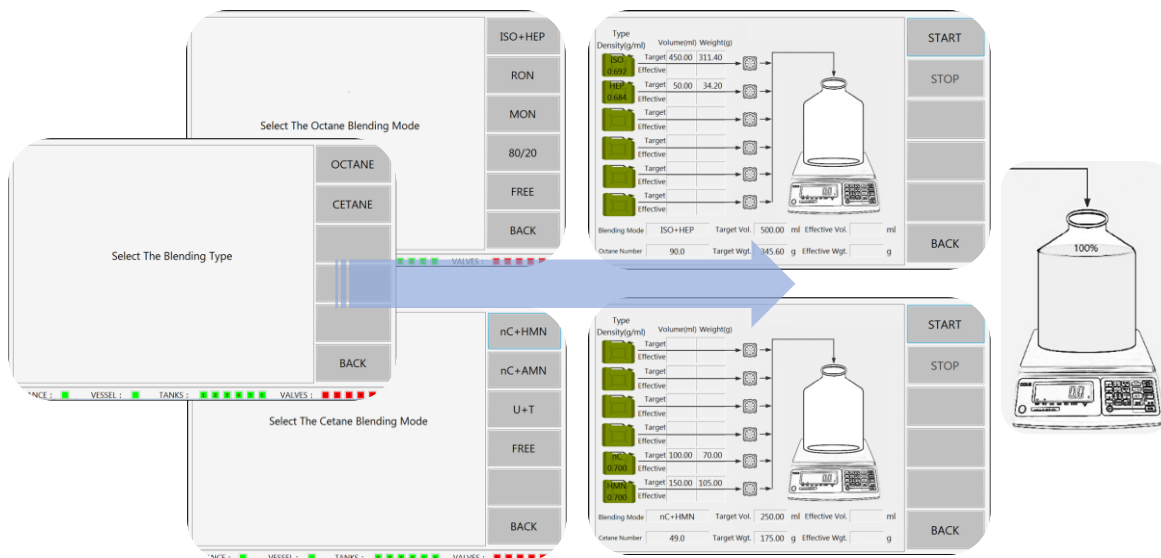 Select The Octane Blending Mode
ISO+HEP
RON
MON
80/20
FREE
BACK
VALVES :
Select The Blending Type
OCTANE
CETANE
BACK
VESSEL :
TANKS :
VALVES :
Select The Cetane Blending Mode
nC+HMN
nC+AMN
U+T
FREE
BACK
VESSEL :
TANKS :
VALVES :
Type
Density(g/ml) Volume(ml) Weight(g)
ISO Target 450.00 311.40
0.692 Effective
HEP Target 50.00 34.20
0.684 Effective
Target
Effective
Target
Effective
Target
Effective
Target
Effective
Blending Mode ISO+HEP Target Vol. 500.00 ml Effective Vol. ml
Octane Number 90.0 Target Wgt. 345.60 g Effective Wgt. g
START
STOP
BACK
0.0
Type
Density(g/ml) Volume(ml) Weight(g)
Target
Effective
Target
Effective
Target
Effective
Target
Effective
nC Target 100.00 70.00
0.700 Effective
HMN Target 150.00 105.00
0.700 Effective
Blending Mode nC+HMN Target Vol. 250.00 ml Effective Vol. ml
Cetane Number 49.0 Target Wgt. 175.00 g Effective Wgt. g
START
STOP
BACK
0.0
100%
0.0